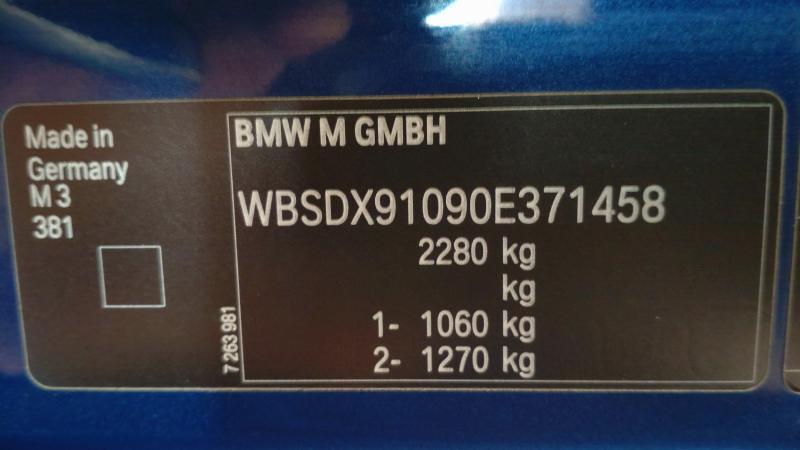 Made in
Germany
M 3
381
BMW M GMBH
WBSDX91090E371458
2280 kg
kg
1- 1060 kg
2- 1270 kg
7 263 981